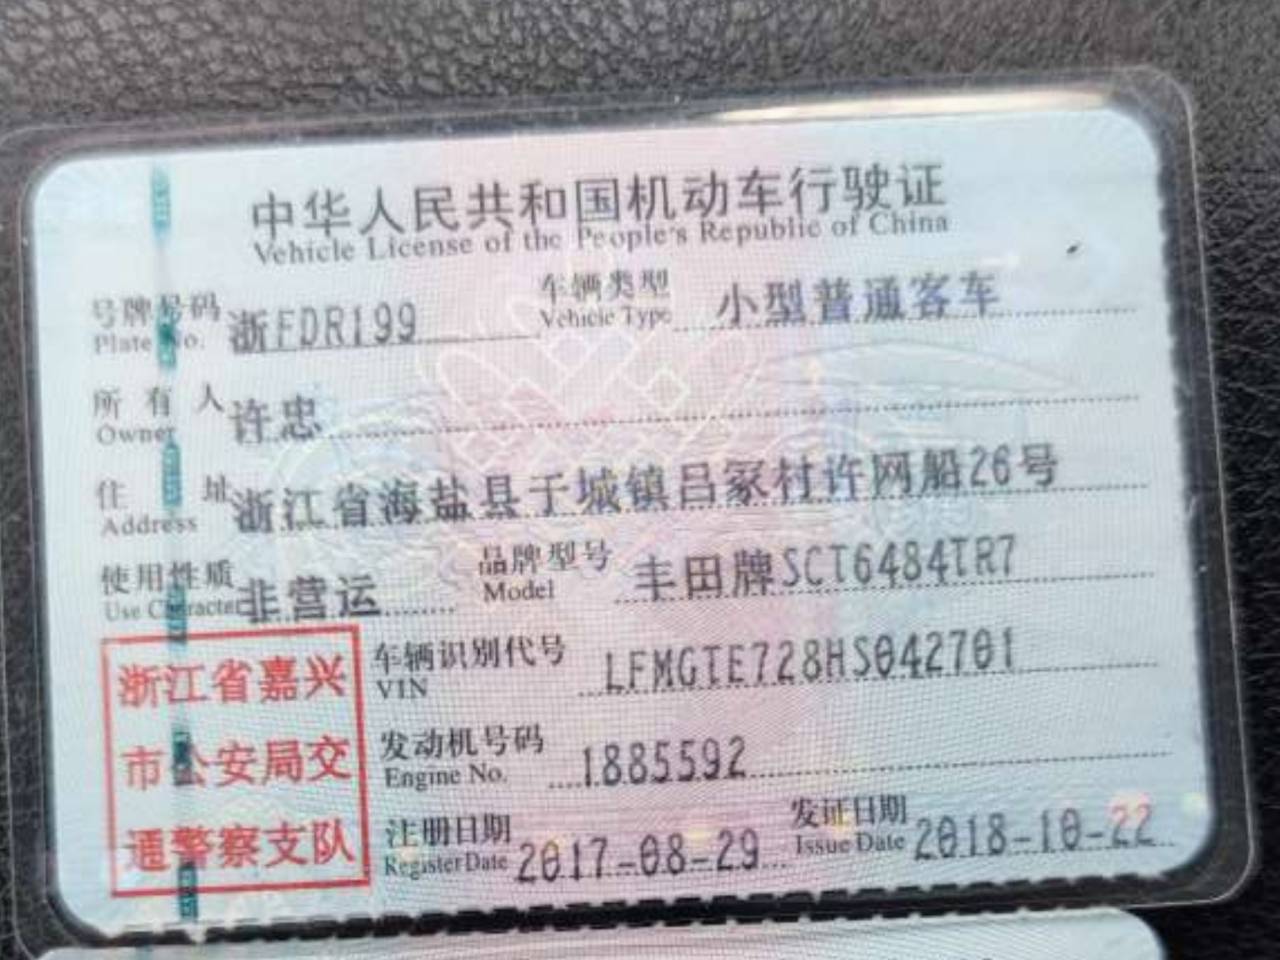 中华人民共和国机动车行驶证
Vehicle License of the People's Republic of China
号牌号码 浙FDR199 车辆类型 小型普通客车
Plate No. Vehicle Type
所有人 许忠
Owner
住址 浙江省海盐县于城镇吕冢村许网船26号
Address
使用性质 非营运 品牌型号 丰田牌SCT6484TR7
Use Character Model
浙江省嘉兴
市公安局交
通警察支队
车辆识别代号 LFMGTE728HS042701
VIN
发动机号码 1885592
Engine No.
注册日期 2017-08-29 发证日期 2018-10-22
Register Date Issue Date